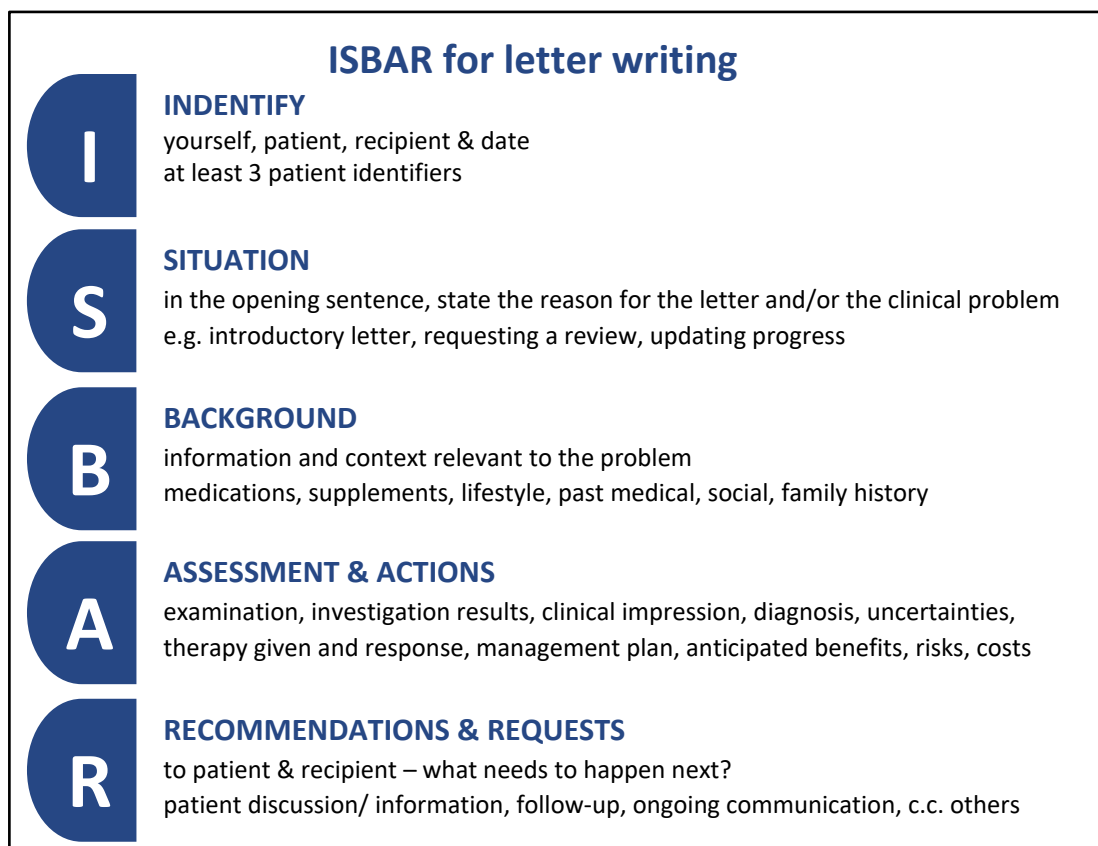 ISBAR for letter writing
I
INDENTIFY
yourself, patient, recipient & date
at least 3 patient identifiers
S
SITUATION
in the opening sentence, state the reason for the letter and/or the clinical problem
e.g. introductory letter, requesting a review, updating progress
B
BACKGROUND
information and context relevant to the problem
medications, supplements, lifestyle, past medical, social, family history
A
ASSESSMENT & ACTIONS
examination, investigation results, clinical impression, diagnosis, uncertainties,
therapy given and response, management plan, anticipated benefits, risks, costs
R
RECOMMENDATIONS & REQUESTS
to patient & recipient – what needs to happen next?
patient discussion/ information, follow-up, ongoing communication, c.c. others